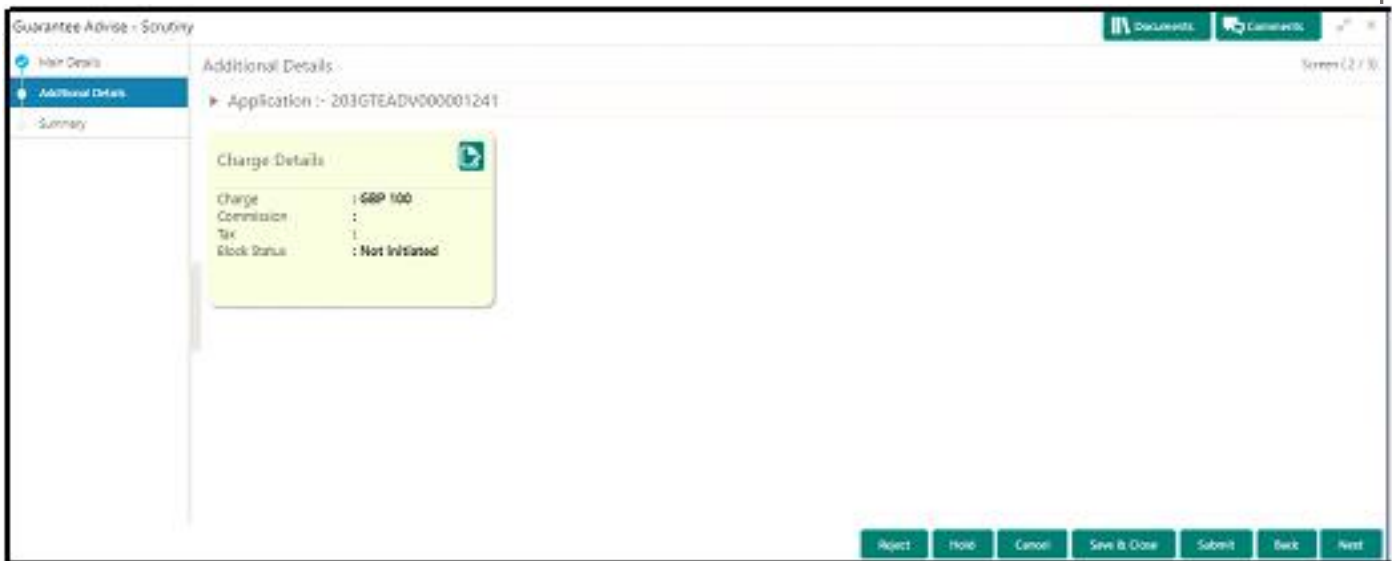 Guarantee Advise - Scrutiny
Documents
Comments
Main Details
Additional Details
Summary
Additional Details
Screen ( 2 / 3)
Application :- 203GTEADV000001241
Charge Details
Charge : GBP 100
Commission :
Tax :
Block Status : Not Initiated
Reject
Hold
Cancel
Save & Close
Submit
Back
Next